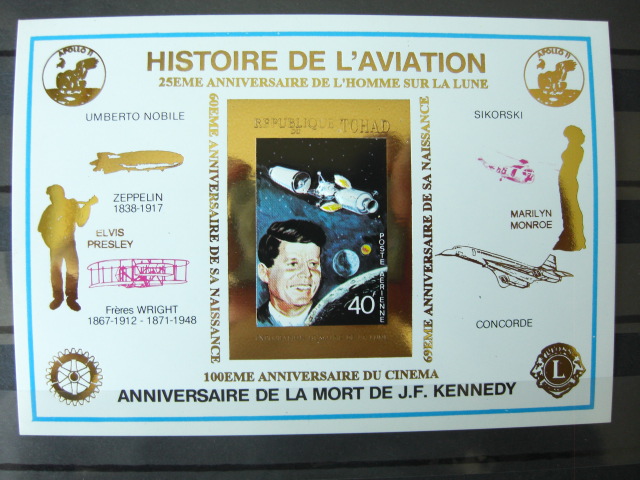 APOLLO 11
APOLLO 11
HISTOIRE DE L'AVIATION
25EME ANNIVERSAIRE DE L'HOMME SUR LA LUNE
UMBERTO NOBILE
ZEPPELIN
1838-1917
ELVIS
PRESLEY
Frères WRIGHT
1867-1912 - 1871-1948
60EME ANNIVERSAIRE DE SA NAISSANCE
REPUBLIQUE DU TCHAD
POSTE AERIENNE
40F
69EME ANNIVERSAIRE DE SA NAISSANCE
SIKORSKI
MARILYN
MONROE
CONCORDE
L
100EME ANNIVERSAIRE DU CINEMA
ANNIVERSAIRE DE LA MORT DE J.F. KENNEDY